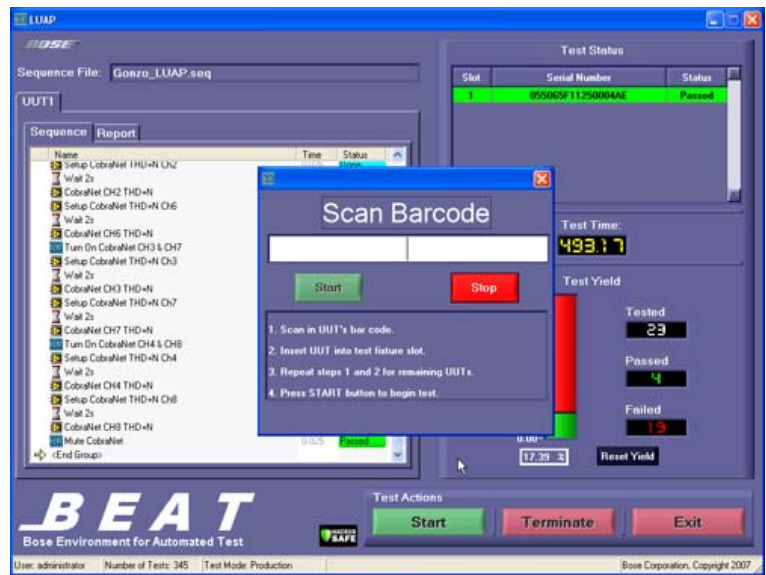 LUAP
BOSE
Sequence File: Gonzo_LUAP.seq
UUT1
Sequence Report
Name Time Status
Setup CobraNet THD+N Ch2 None
Wait 2s
CobraNet CH2 THD+N
Setup CobraNet THD+N Ch6
Wait 2s
CobraNet CH6 THD+N
Turn On CobraNet CH3 & CH7
Setup CobraNet THD+N Ch3
Wait 2s
CobraNet CH3 THD+N
Setup CobraNet THD+N Ch7
Wait 2s
CobraNet CH7 THD+N
Turn On CobraNet CH4 & CH8
Setup CobraNet THD+N Ch4
Wait 2s
CobraNet CH4 THD+N
Setup CobraNet THD+N Ch8
Wait 2s
CobraNet CH8 THD+N
Mute CobraNet 0.025 Passed
<End Group>
Scan Barcode
Start Stop
1. Scan in UUT's bar code.
2. Insert UUT into test fixture slot.
3. Repeat steps 1 and 2 for remaining UUTs.
4. Press START button to begin test.
Test Status
Slot Serial Number Status
1 055065F11250004AE Passed
Test Time:
493.17
Test Yield
Tested
23
Passed
4
Failed
19
0.00
17.39 %
Reset Yield
BEAT
Bose Environment for Automated Test
HACKER
SAFE
Test Actions
Start Terminate Exit
User: administrator Number of Tests: 345 Test Mode: Production Bose Corporation, Copyright 2007